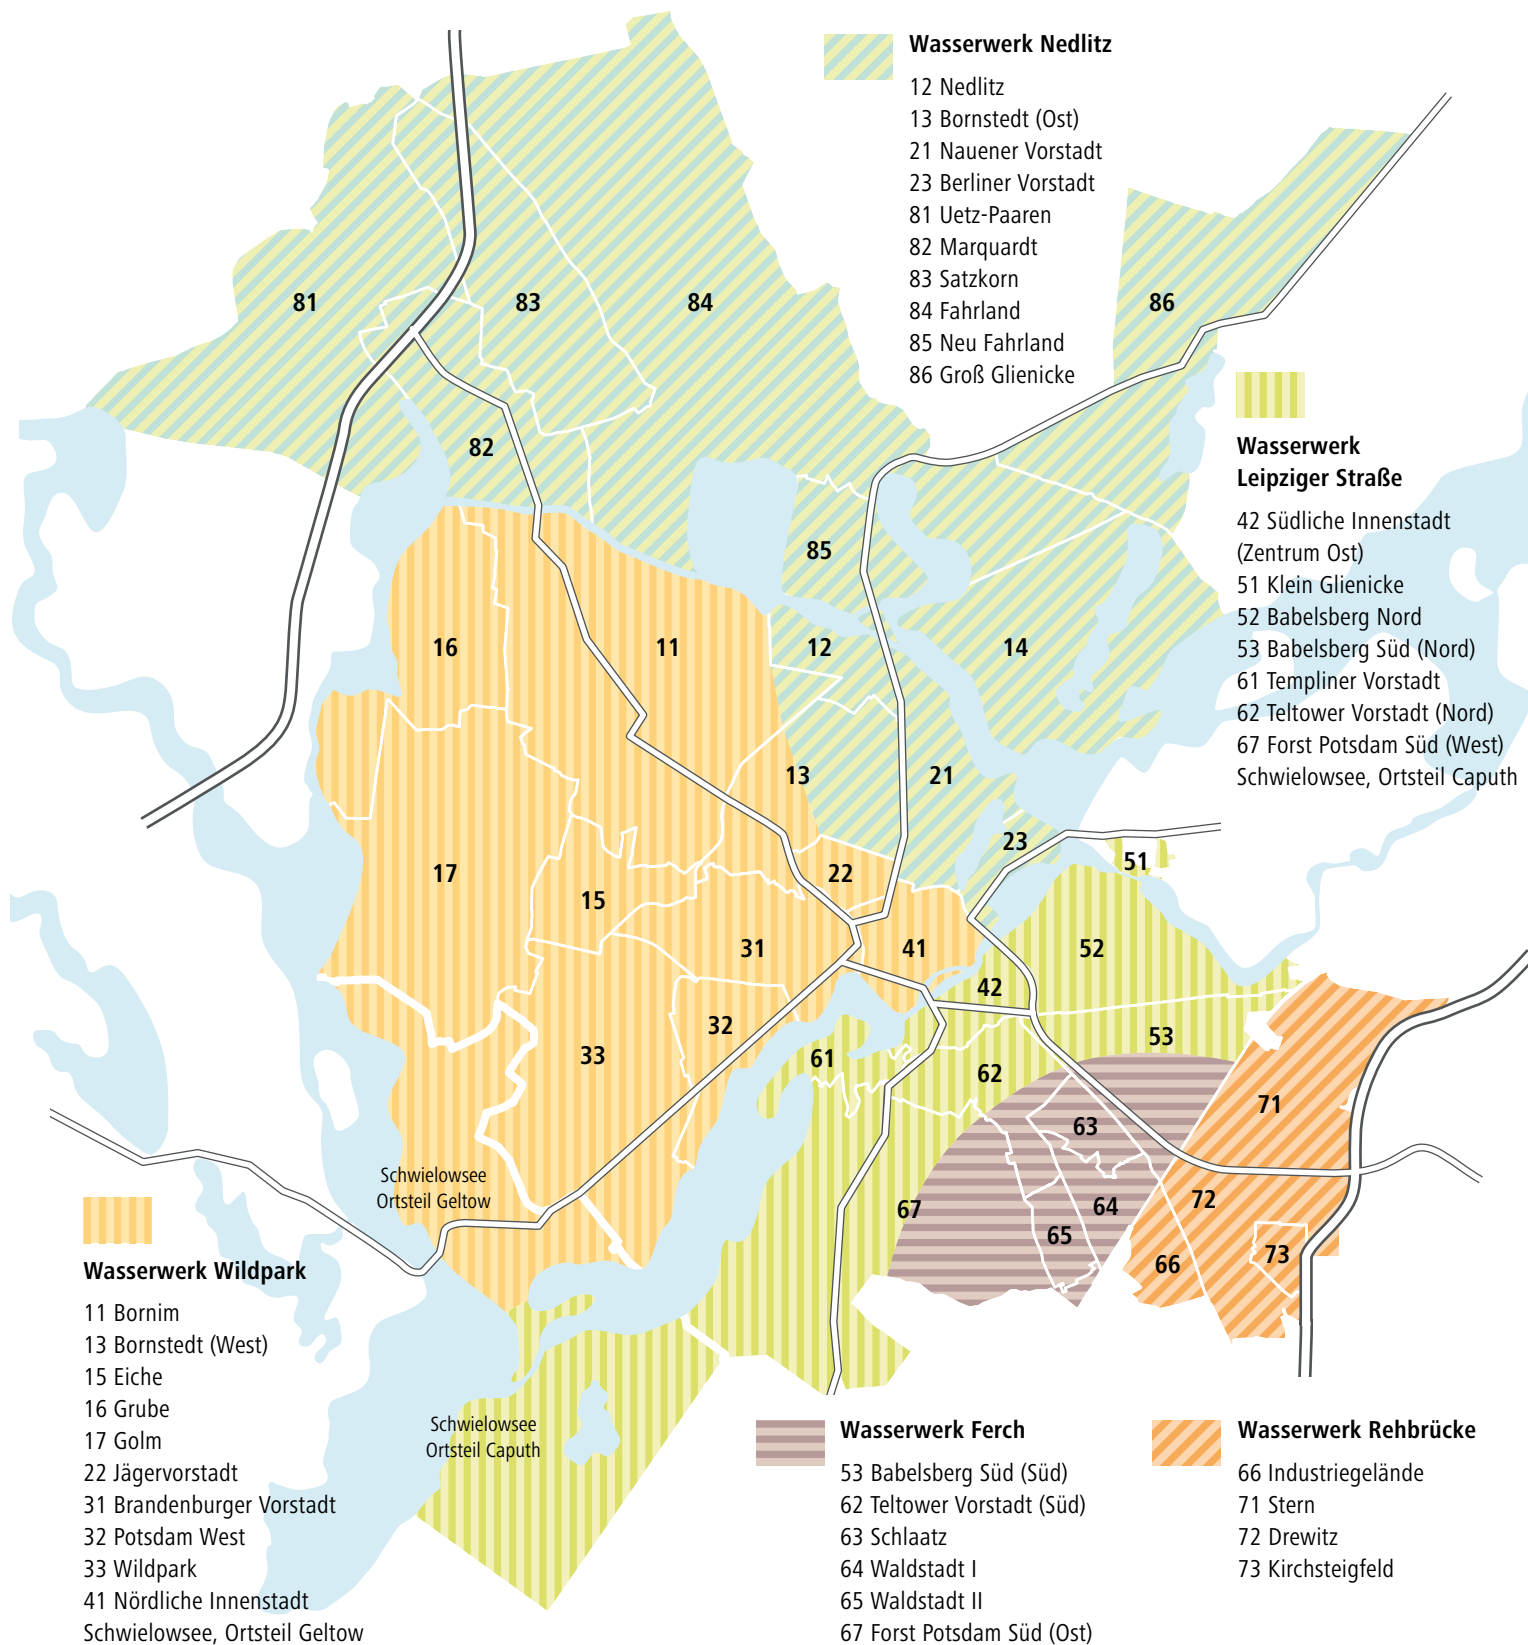 Wasserwerk Nedlitz
12 Nedlitz
13 Bornstedt (Ost)
21 Nauener Vorstadt
23 Berliner Vorstadt
81 Uetz-Paaren
82 Marquardt
83 Satzkorn
84 Fahrland
85 Neu Fahrland
86 Groß Glienicke
Wasserwerk
Leipziger Straße
42 Südliche Innenstadt
(Zentrum Ost)
51 Klein Glienicke
52 Babelsberg Nord
53 Babelsberg Süd (Nord)
61 Templiner Vorstadt
62 Teltower Vorstadt (Nord)
67 Forst Potsdam Süd (West)
Schwielowsee, Ortsteil Caputh
81
83
84
86
82
85
16
11
12
14
13
21
23
51
17
22
15
31
41
52
42
32
33
61
53
62
71
63
Schwielowsee
Ortsteil Geltow
67
64
72
65
66
73
Schwielowsee
Ortsteil Caputh
Wasserwerk Wildpark
11 Bornim
13 Bornstedt (West)
15 Eiche
16 Grube
17 Golm
22 Jägervorstadt
31 Brandenburger Vorstadt
32 Potsdam West
33 Wildpark
41 Nördliche Innenstadt
Schwielowsee, Ortsteil Geltow
Wasserwerk Ferch
53 Babelsberg Süd (Süd)
62 Teltower Vorstadt (Süd)
63 Schlaatz
64 Waldstadt I
65 Waldstadt II
67 Forst Potsdam Süd (Ost)
Wasserwerk Rehbrücke
66 Industriegelände
71 Stern
72 Drewitz
73 Kirchsteigfeld